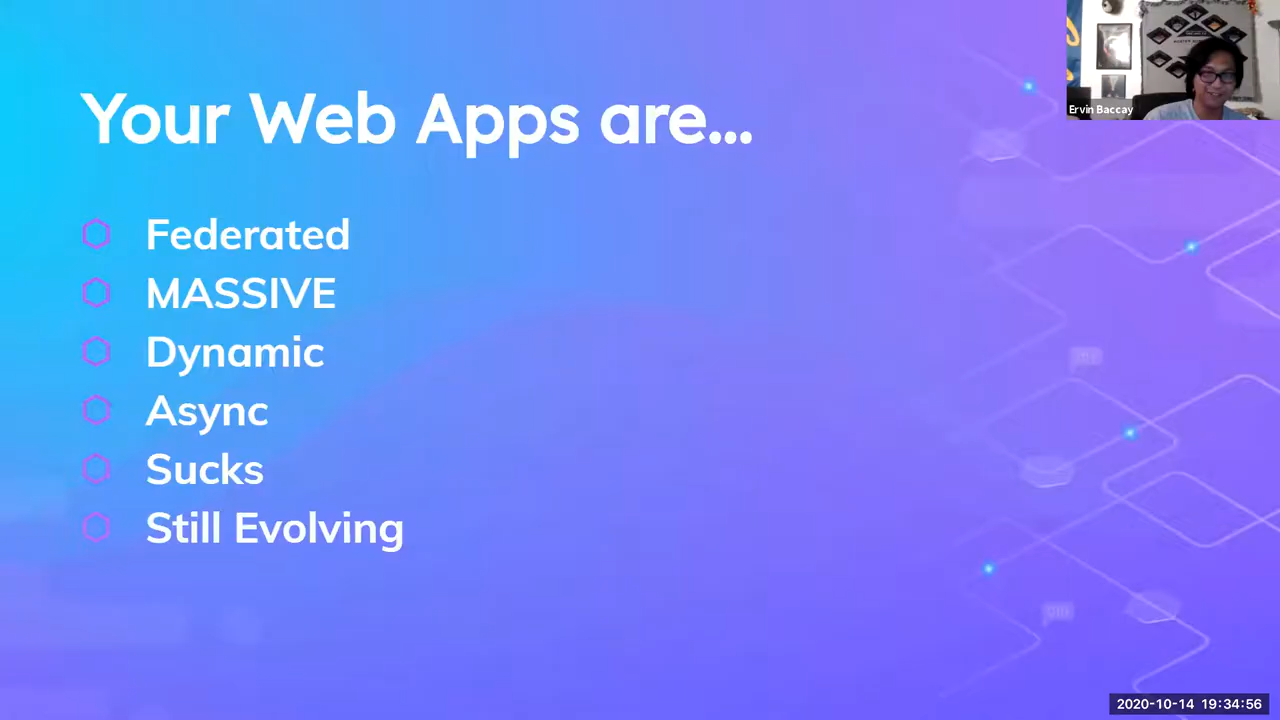 Your Web Apps are...
Federated
MASSIVE
Dynamic
Async
Sucks
Still Evolving
Ervin Baccay
2020-10-14 19:34:56